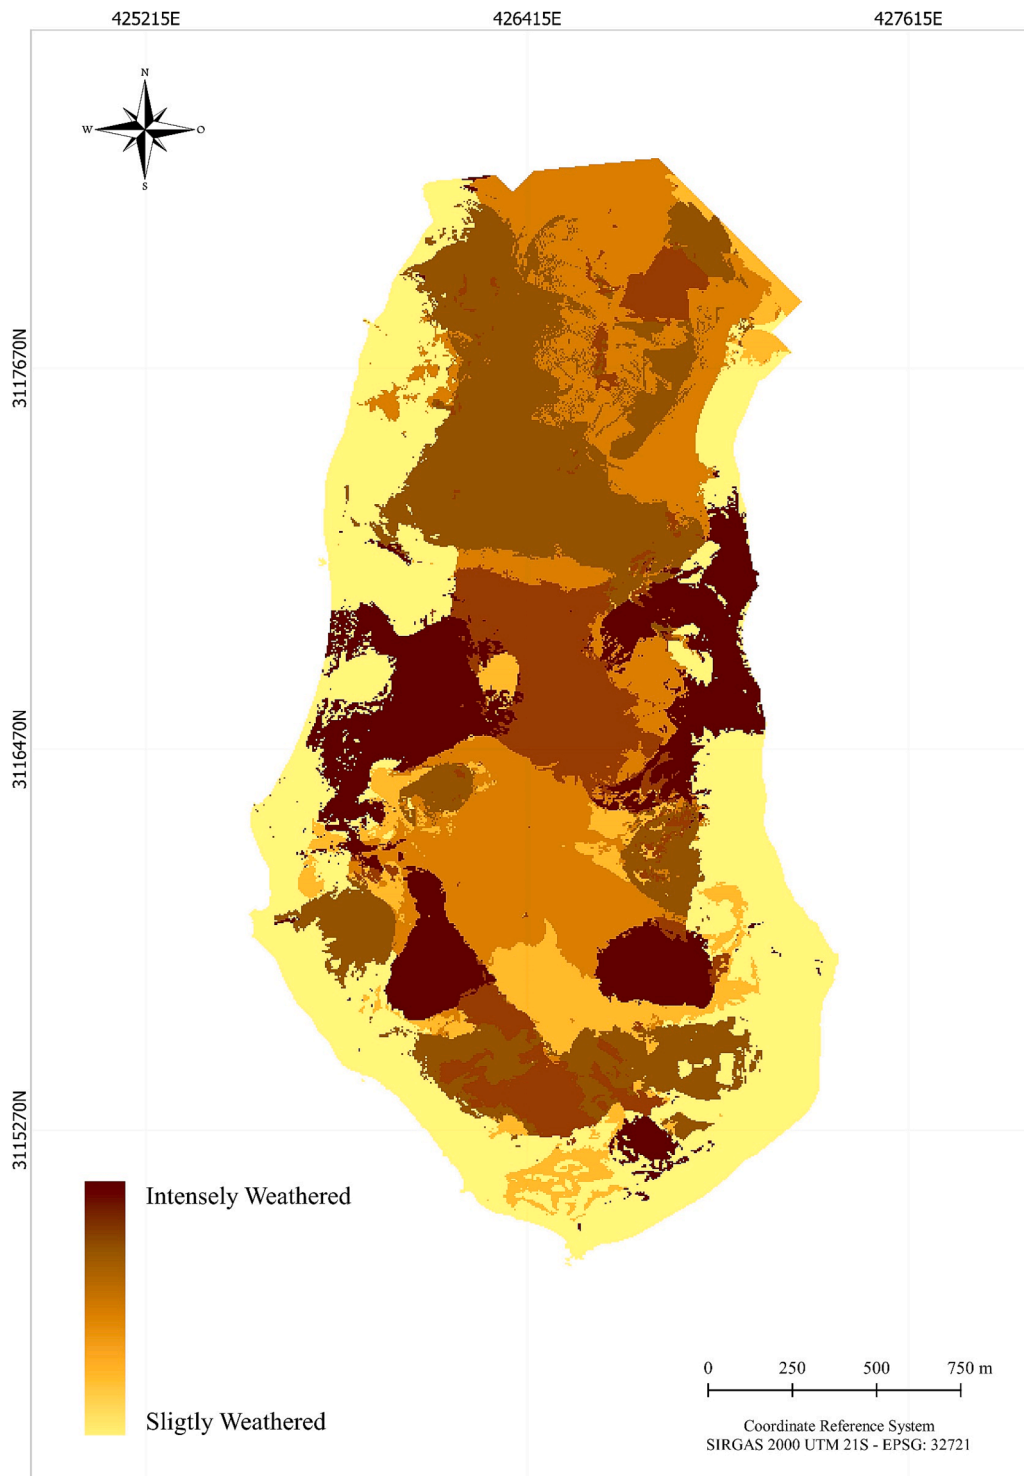 425215E 426415E 427615E
N
W O
S
3117670N
3116470N
3115270N
Intensely Weathered
Sligtly Weathered
0 250 500 750 m
Coordinate Reference System
SIRGAS 2000 UTM 21S - EPSG: 32721